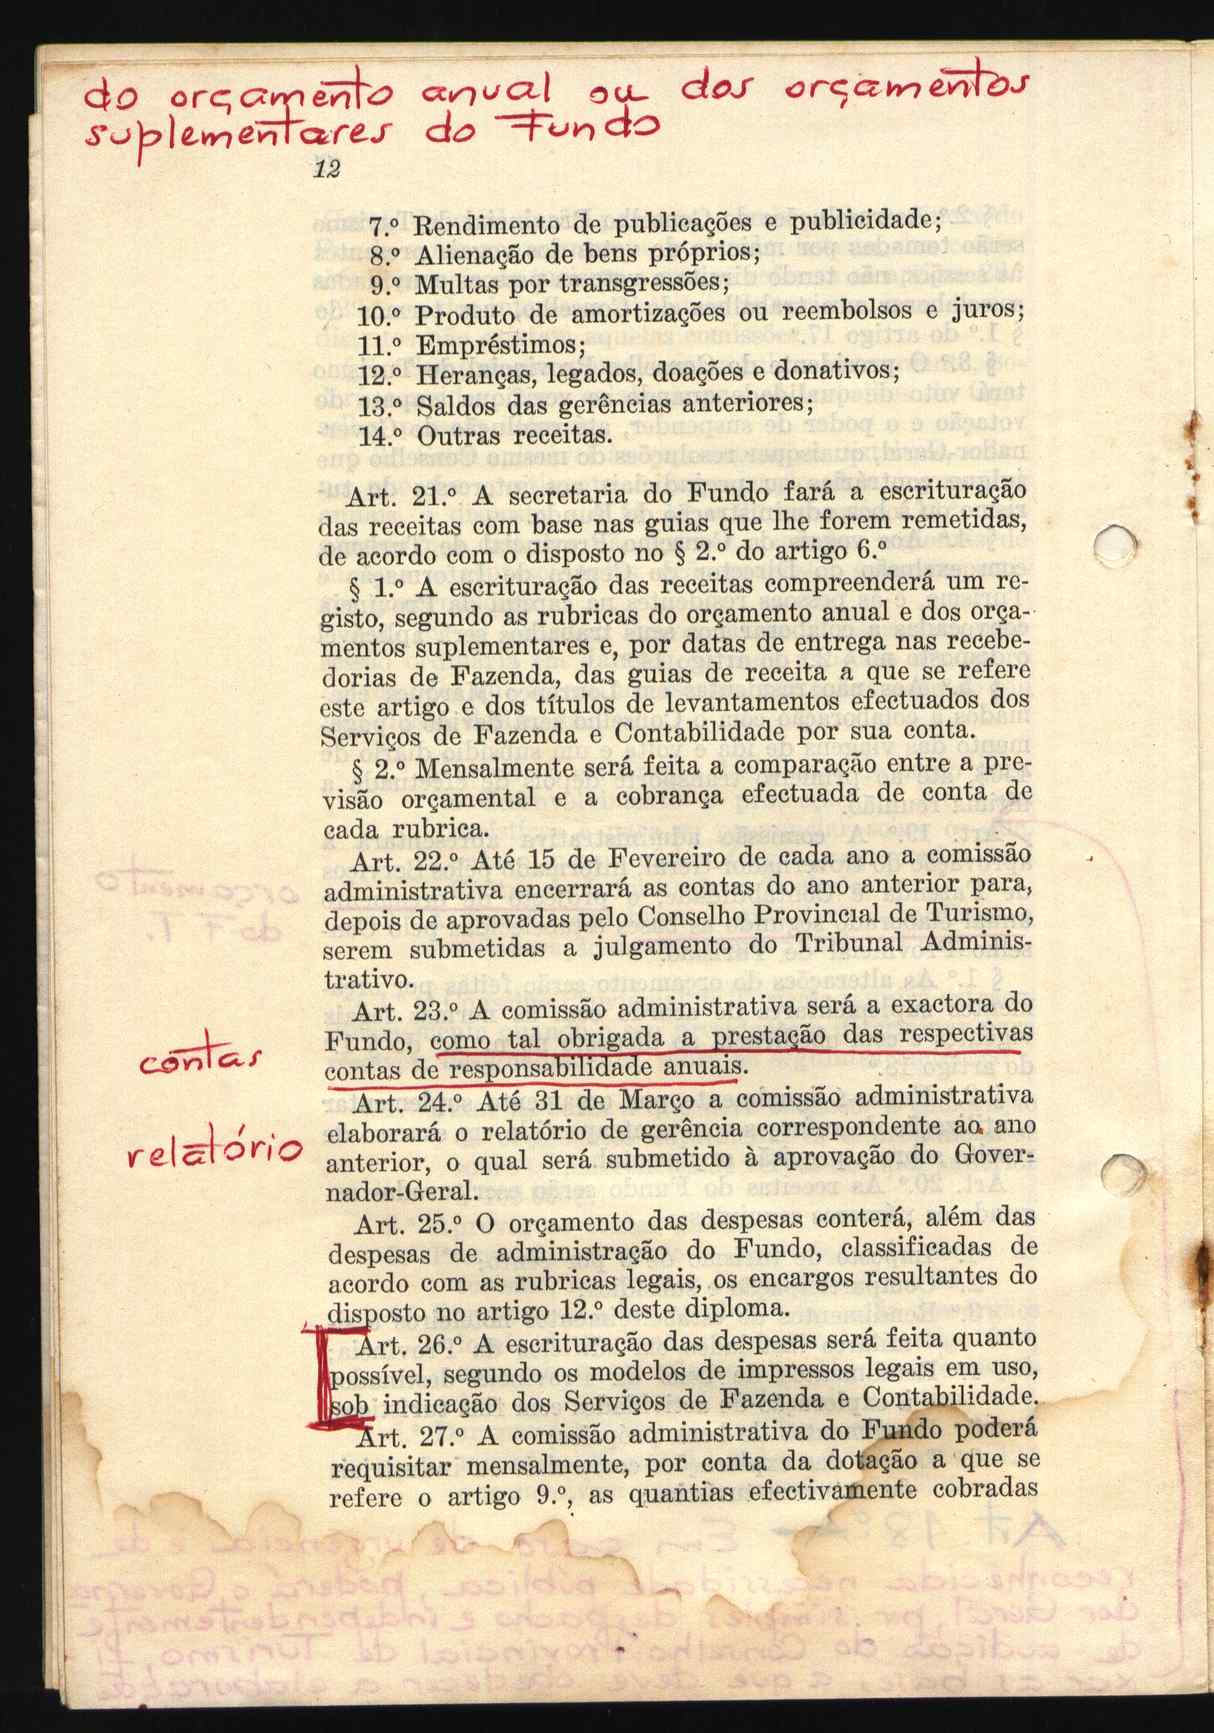 do orçamento anual ou dos orçamentos
suplementares do Fundo
12
7.º Rendimento de publicações e publicidade;
8.º Alienação de bens próprios;
9.º Multas por transgressões;
10.º Produto de amortizações ou reembolsos e juros;
11.º Empréstimos;
12.º Heranças, legados, doações e donativos;
13.º Saldos das gerências anteriores;
14.º Outras receitas.
Art. 21.º A secretaria do Fundo fará a escrituração
das receitas com base nas guias que lhe forem remetidas,
de acordo com o disposto no § 2.º do artigo 6.º
§ 1.º A escrituração das receitas compreenderá um re-
gisto, segundo as rubricas do orçamento anual e dos orça-
mentos suplementares e, por datas de entrega nas recebe-
dorias de Fazenda, das guias de receita a que se refere
este artigo e dos títulos de levantamentos efectuados dos
Serviços de Fazenda e Contabilidade por sua conta.
§ 2.º Mensalmente será feita a comparação entre a pre-
visão orçamental e a cobrança efectuada de conta de
cada rubrica.
Art. 22.º Até 15 de Fevereiro de cada ano a comissão
administrativa encerrará as contas do ano anterior para,
depois de aprovadas pelo Conselho Provincial de Turismo,
serem submetidas a julgamento do Tribunal Adminis-
trativo.
Art. 23.º A comissão administrativa será a exactora do
Fundo, como tal obrigada a prestação das respectivas
contas
contas de responsabilidade anuais.
Art. 24.º Até 31 de Março a comissão administrativa
elaborará o relatório de gerência correspondente ao ano
relatório
anterior, o qual será submetido à aprovação do Gover-
nador-Geral.
Art. 25.º O orçamento das despesas conterá, além das
despesas de administração do Fundo, classificadas de
acordo com as rubricas legais, os encargos resultantes do
disposto no artigo 12.º deste diploma.
Art. 26.º A escrituração das despesas será feita quanto
possível, segundo os modelos de impressos legais em uso,
sob indicação dos Serviços de Fazenda e Contabilidade.
Art. 27.º A comissão administrativa do Fundo poderá
requisitar mensalmente, por conta da dotação a que se
refere o artigo 9.º, as quantias efectivamente cobradas